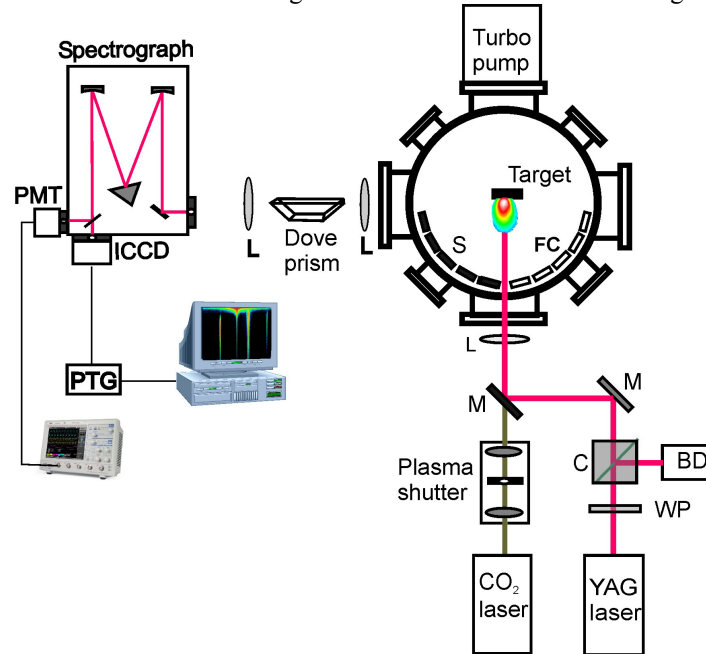 Spectrograph
Turbo
pump
Target
PMT
S
FC
L
Dove
prism
L
ICCD
L
PTG
M
M
Plasma
shutter
C
BD
WP
CO₂
laser
YAG
laser